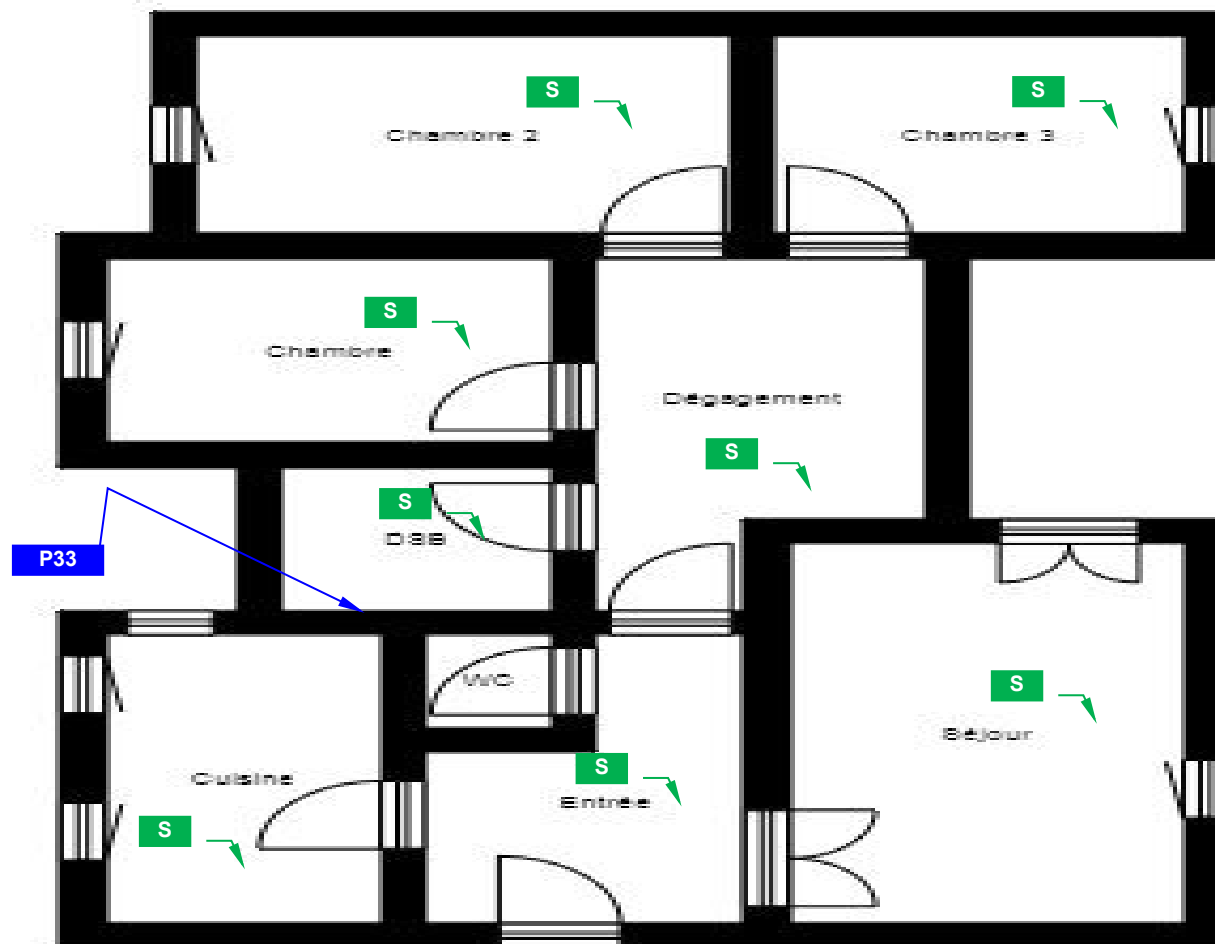 S
S
Chambre 2
Chambre 3
S
Chambre
Dégagement
S
S
DSB
P33
WC
S
Séjour
S
Cuisine
Entrée
S